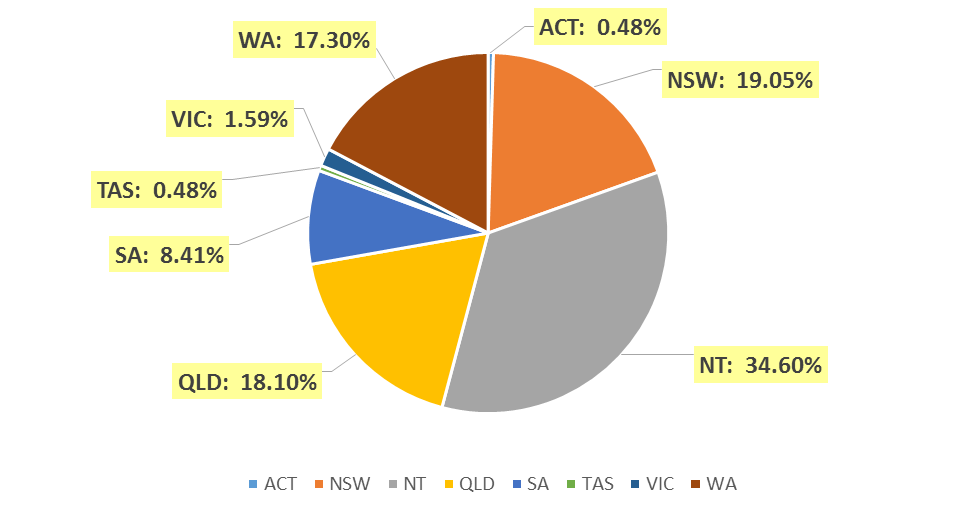 ACT: 0.48%
WA: 17.30%
NSW: 19.05%
VIC: 1.59%
TAS: 0.48%
SA: 8.41%
NT: 34.60%
QLD: 18.10%
ACT NSW NT QLD SA TAS VIC WA